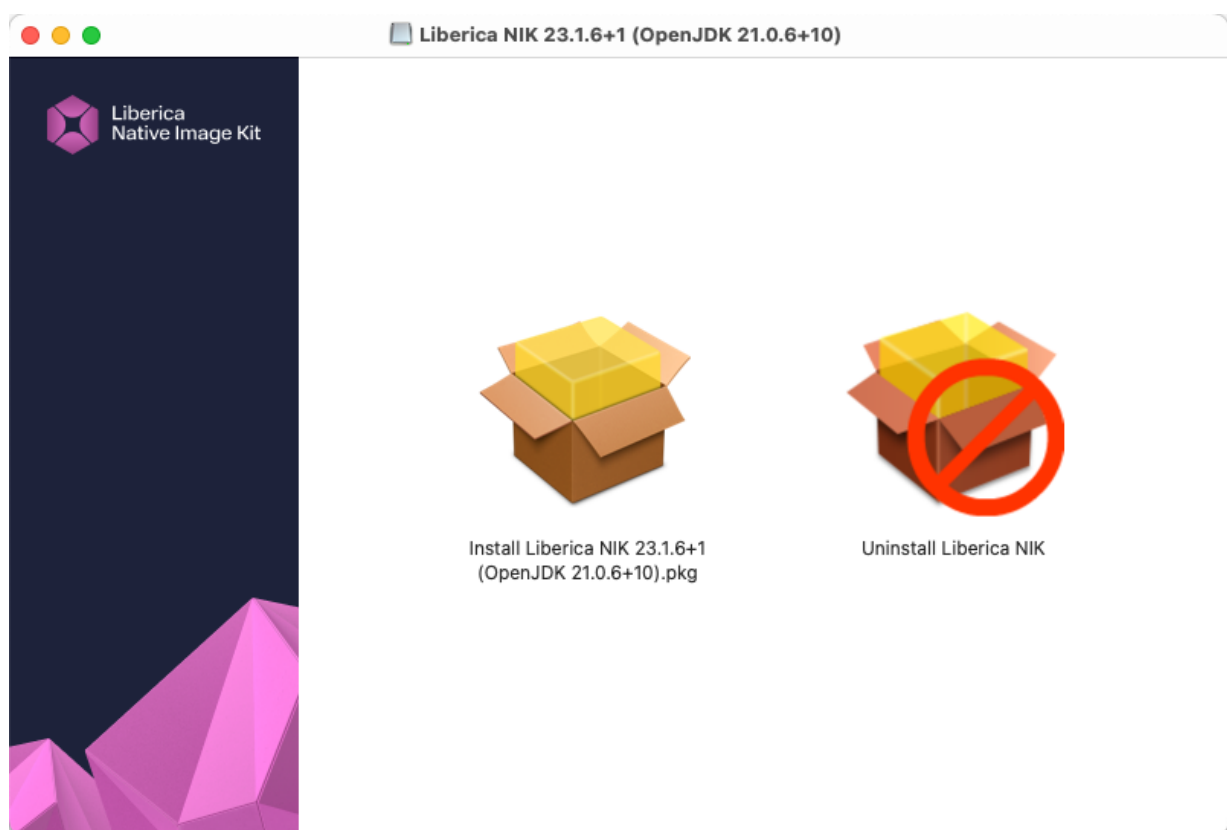 Liberica NIK 23.1.6+1 (OpenJDK 21.0.6+10)
Liberica
Native Image Kit
Install Liberica NIK 23.1.6+1
(OpenJDK 21.0.6+10).pkg
Uninstall Liberica NIK